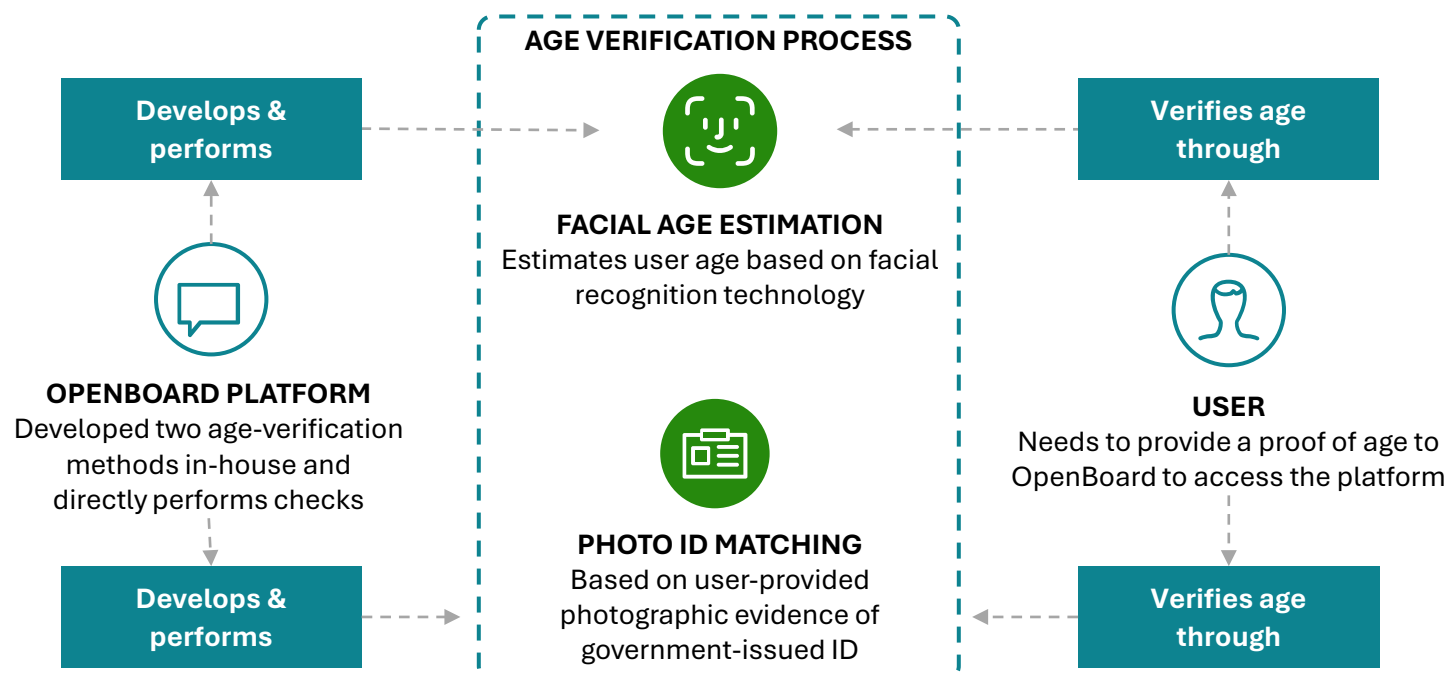 AGE VERIFICATION PROCESS
Develops &
performs
Verifies age
through
FACIAL AGE ESTIMATION
Estimates user age based on facial
recognition technology
OPENBOARD PLATFORM
Developed two age-verification
methods in-house and
directly performs checks
USER
Needs to provide a proof of age to
OpenBoard to access the platform
PHOTO ID MATCHING
Based on user-provided
photographic evidence of
government-issued ID
Develops &
performs
Verifies age
through